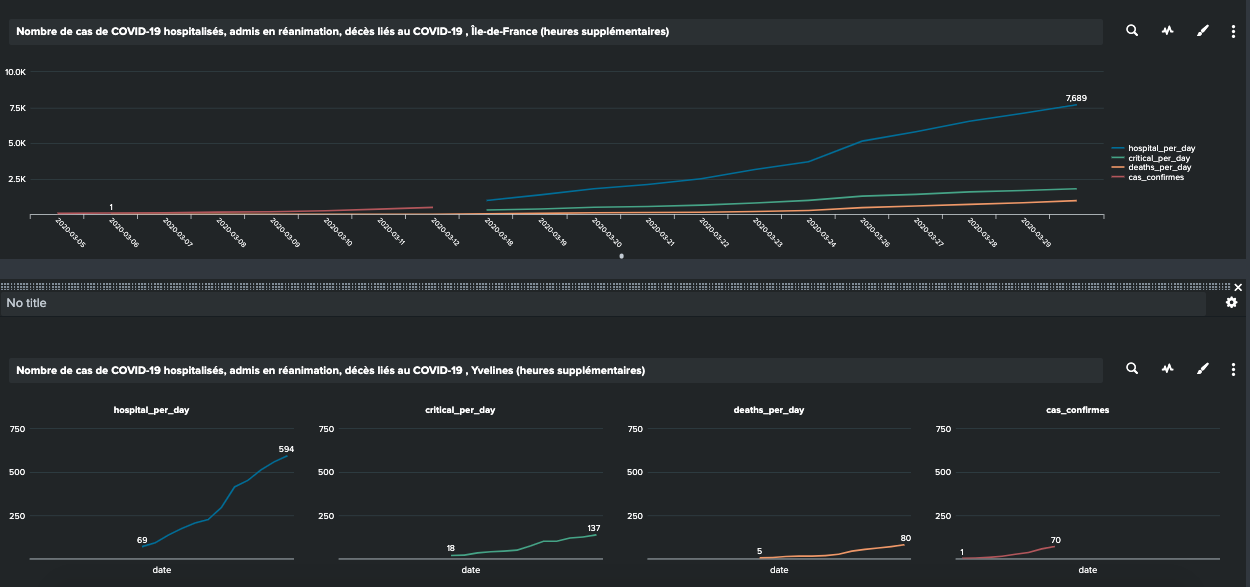 Nombre de cas de COVID-19 hospitalisés, admis en réanimation, décès liés au COVID-19 , Île-de-France (heures supplémentaires)
10.0K
7.5K
5.0K
2.5K
1
7,689
hospital_per_day
critical_per_day
deaths_per_day
cas_confirmes
2020-03-05
2020-03-06
2020-03-07
2020-03-08
2020-03-09
2020-03-10
2020-03-11
2020-03-12
2020-03-18
2020-03-19
2020-03-20
2020-03-21
2020-03-22
2020-03-23
2020-03-24
2020-03-26
2020-03-27
2020-03-28
2020-03-29
No title
Nombre de cas de COVID-19 hospitalisés, admis en réanimation, décès liés au COVID-19 , Yvelines (heures supplémentaires)
hospital_per_day
750
500
250
69
594
date
critical_per_day
750
500
250
18
137
date
deaths_per_day
750
500
250
5
80
date
cas_confirmes
750
500
250
1
70
date